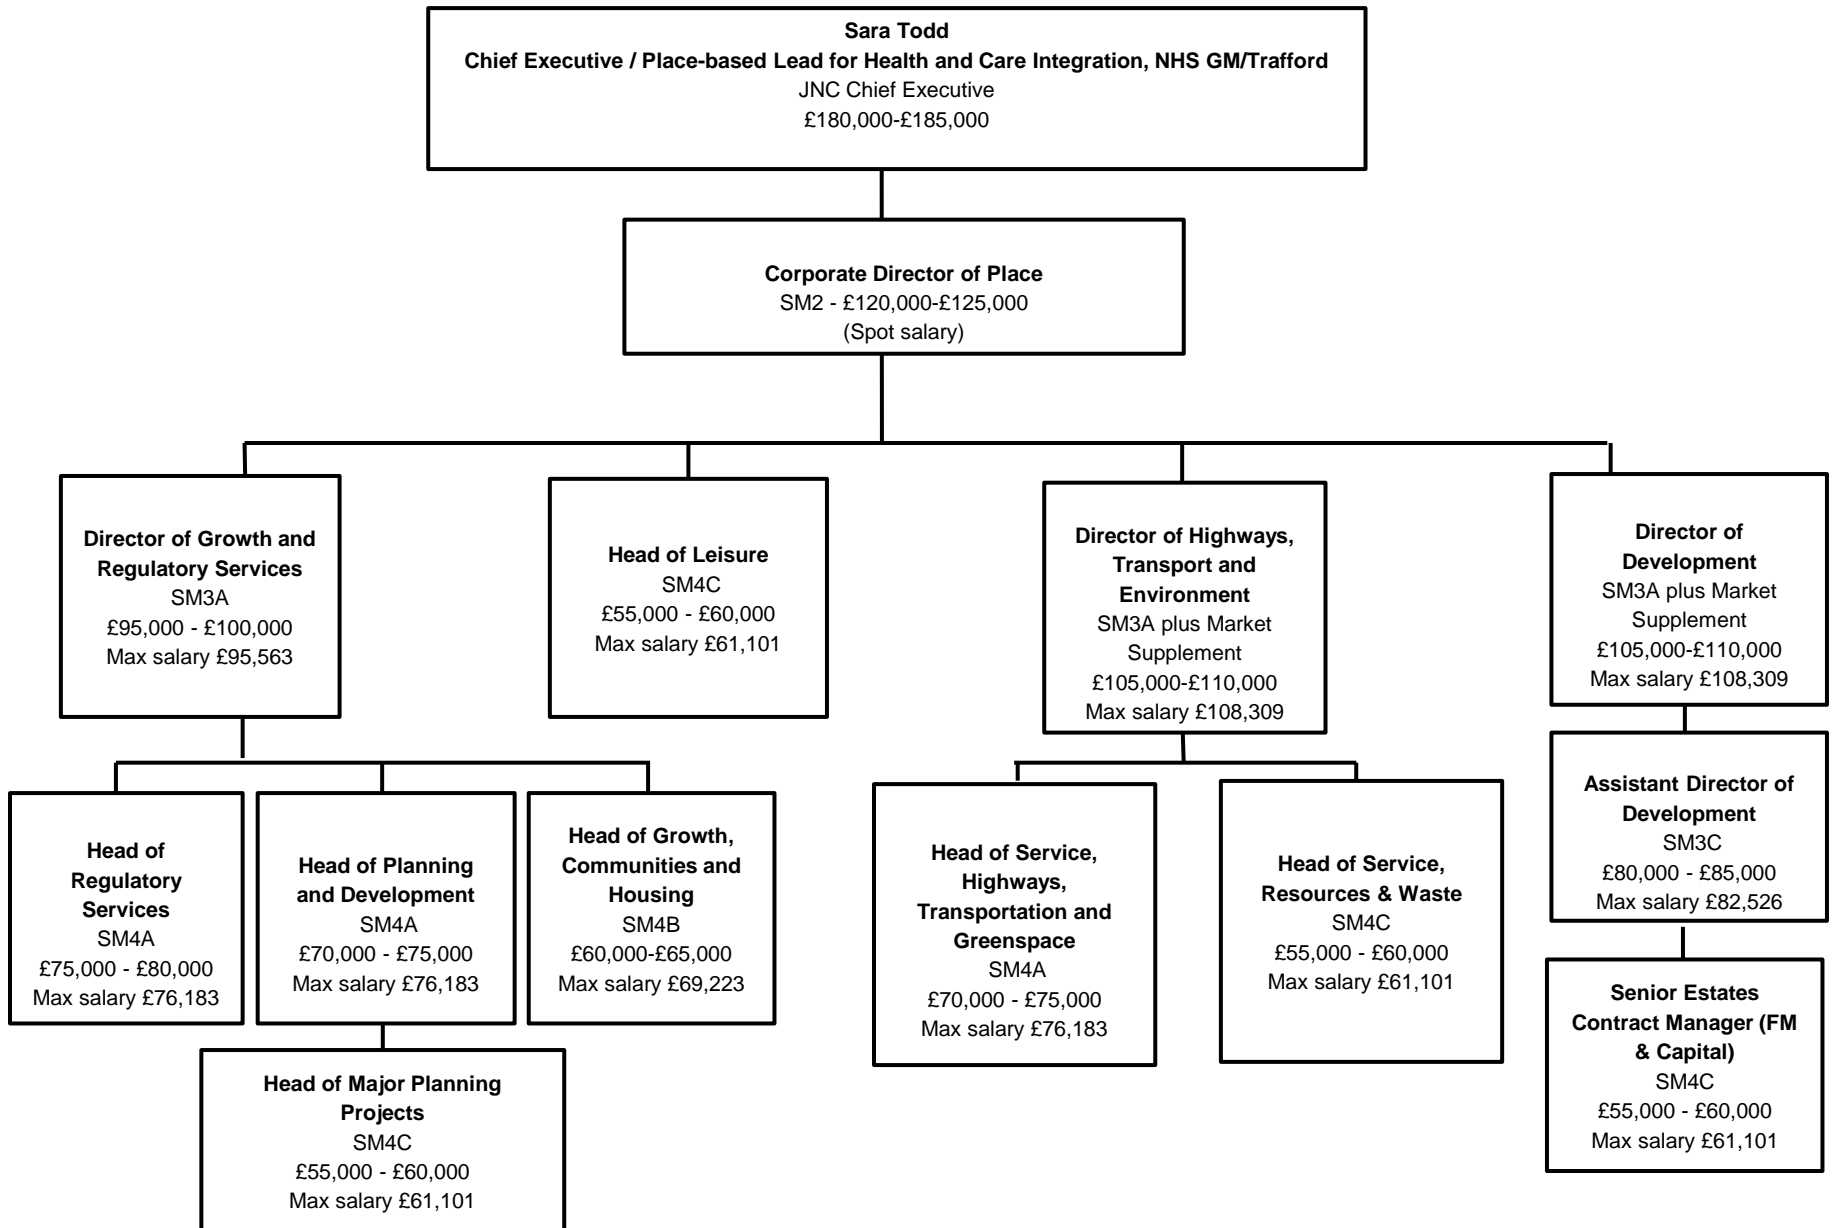 Sara Todd
Chief Executive / Place-based Lead for Health and Care Integration, NHS GM/Trafford
JNC Chief Executive
£180,000-£185,000
Corporate Director of Place
SM2 - £120,000-£125,000
(Spot salary)
Director of Growth and
Regulatory Services
SM3A
£95,000 - £100,000
Max salary £95,563
Head of Leisure
SM4C
£55,000 - £60,000
Max salary £61,101
Director of Highways,
Transport and
Environment
SM3A plus Market
Supplement
£105,000-£110,000
Max salary £108,309
Director of
Development
SM3A plus Market
Supplement
£105,000-£110,000
Max salary £108,309
Head of
Regulatory
Services
SM4A
£75,000 - £80,000
Max salary £76,183
Head of Planning
and Development
SM4A
£70,000 - £75,000
Max salary £76,183
Head of Growth,
Communities and
Housing
SM4B
£60,000-£65,000
Max salary £69,223
Head of Service,
Highways,
Transportation and
Greenspace
SM4A
£70,000 - £75,000
Max salary £76,183
Head of Service,
Resources & Waste
SM4C
£55,000 - £60,000
Max salary £61,101
Assistant Director of
Development
SM3C
£80,000 - £85,000
Max salary £82,526
Head of Major Planning
Projects
SM4C
£55,000 - £60,000
Max salary £61,101
Senior Estates
Contract Manager (FM
& Capital)
SM4C
£55,000 - £60,000
Max salary £61,101